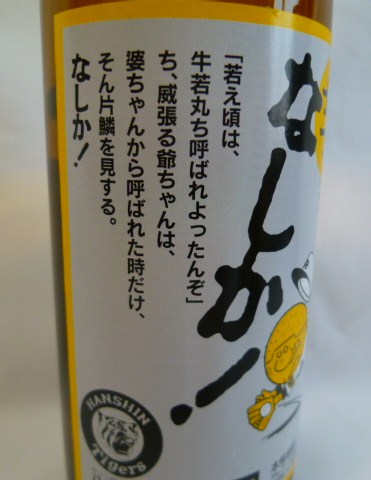 なしか!
「若え頃は、
牛若丸ち呼ばれよったんぞ」
ち、威張る爺ちゃんは、
婆ちゃんから呼ばれた時だけ、
そん片鱗を見する。
なしか!
HANSHIN
Tigers